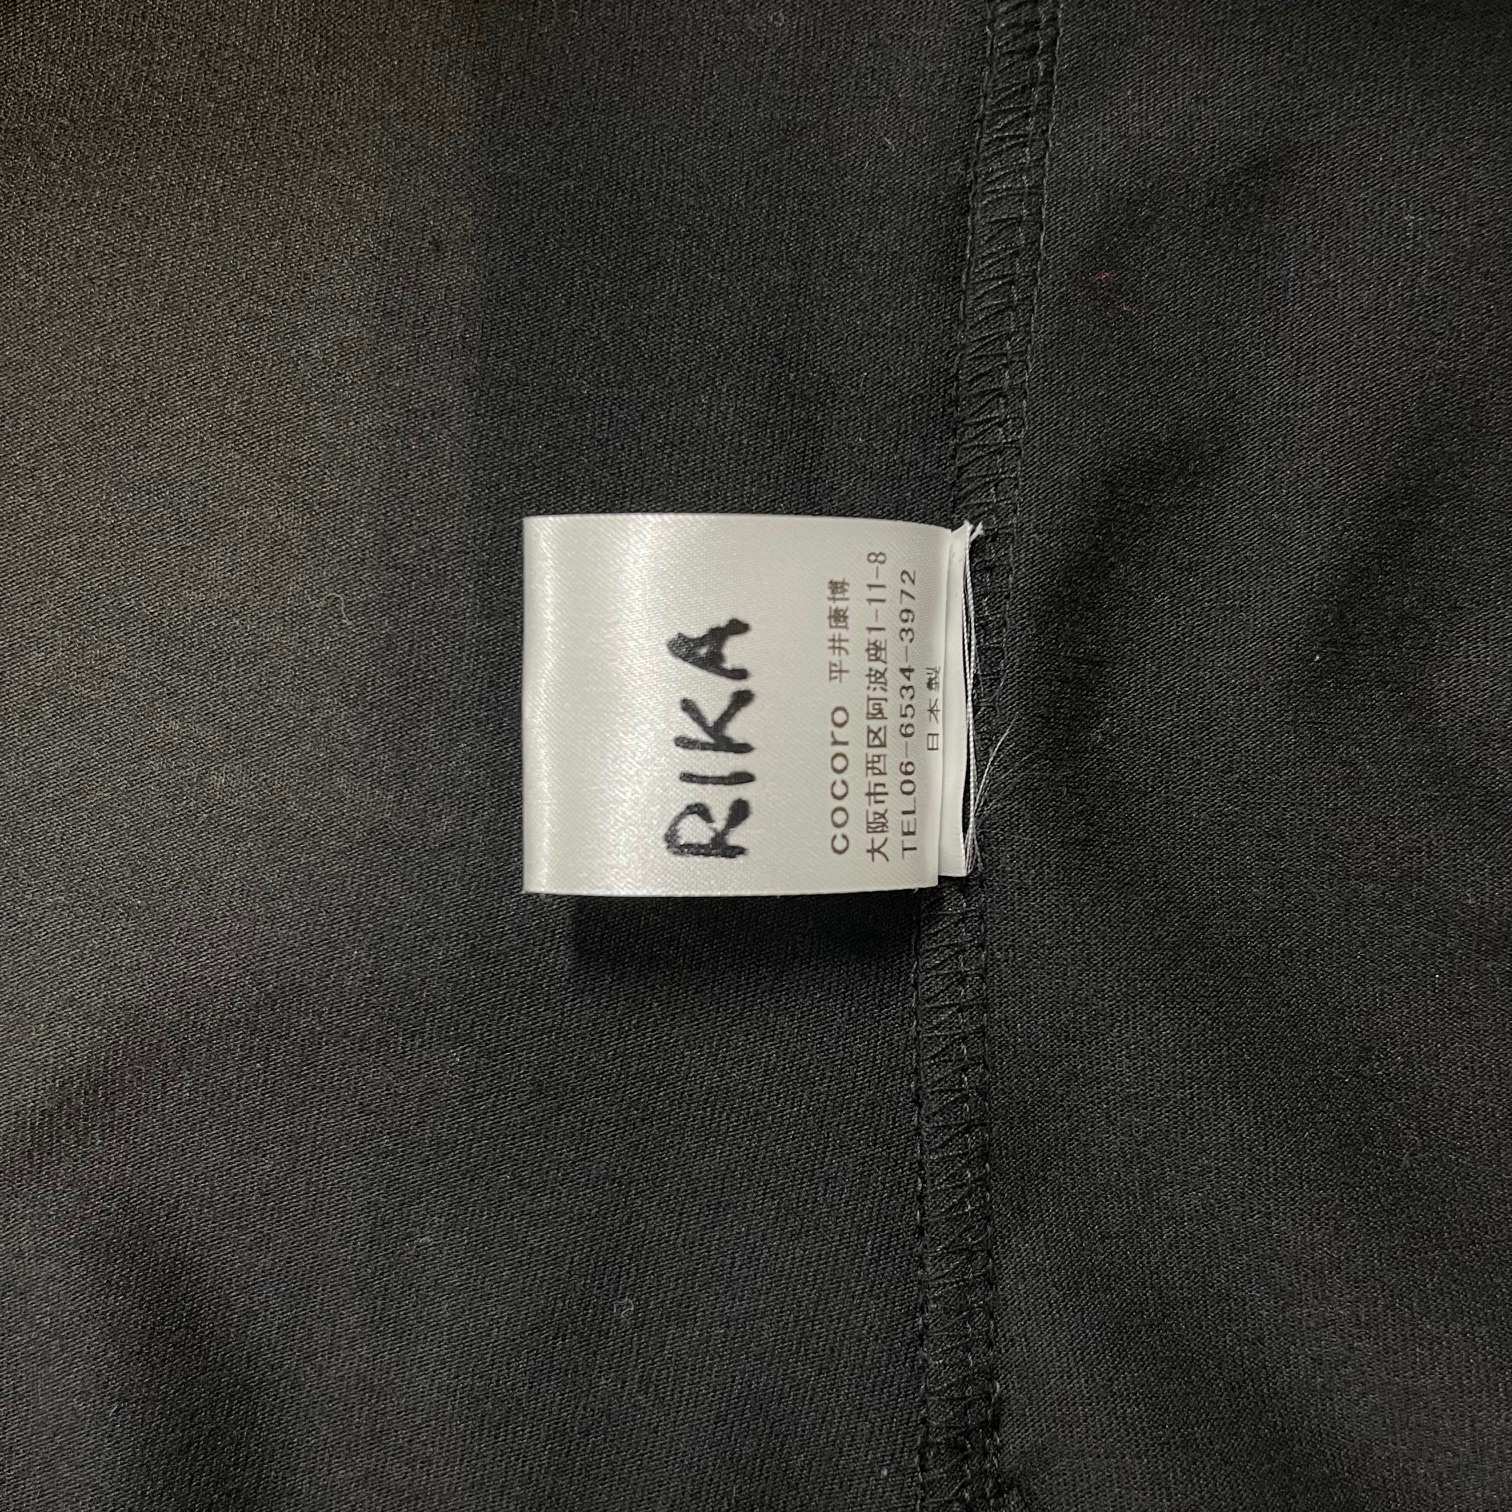 RIKA
cocoro 平井康博
大阪市西区阿波座1-11-8
TEL06-6534-3972
日本製